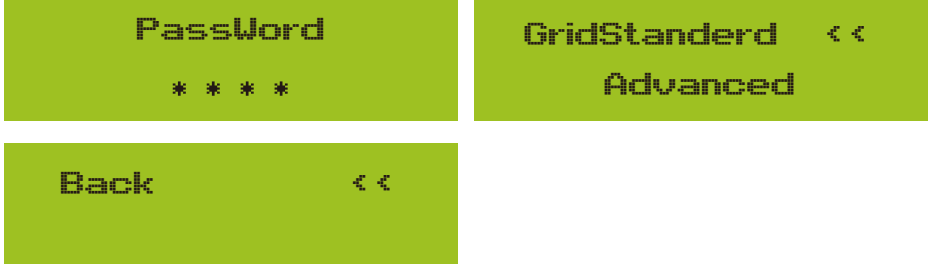 PassWord
* * * *
GridStanderd <<
Advanced
Back <<